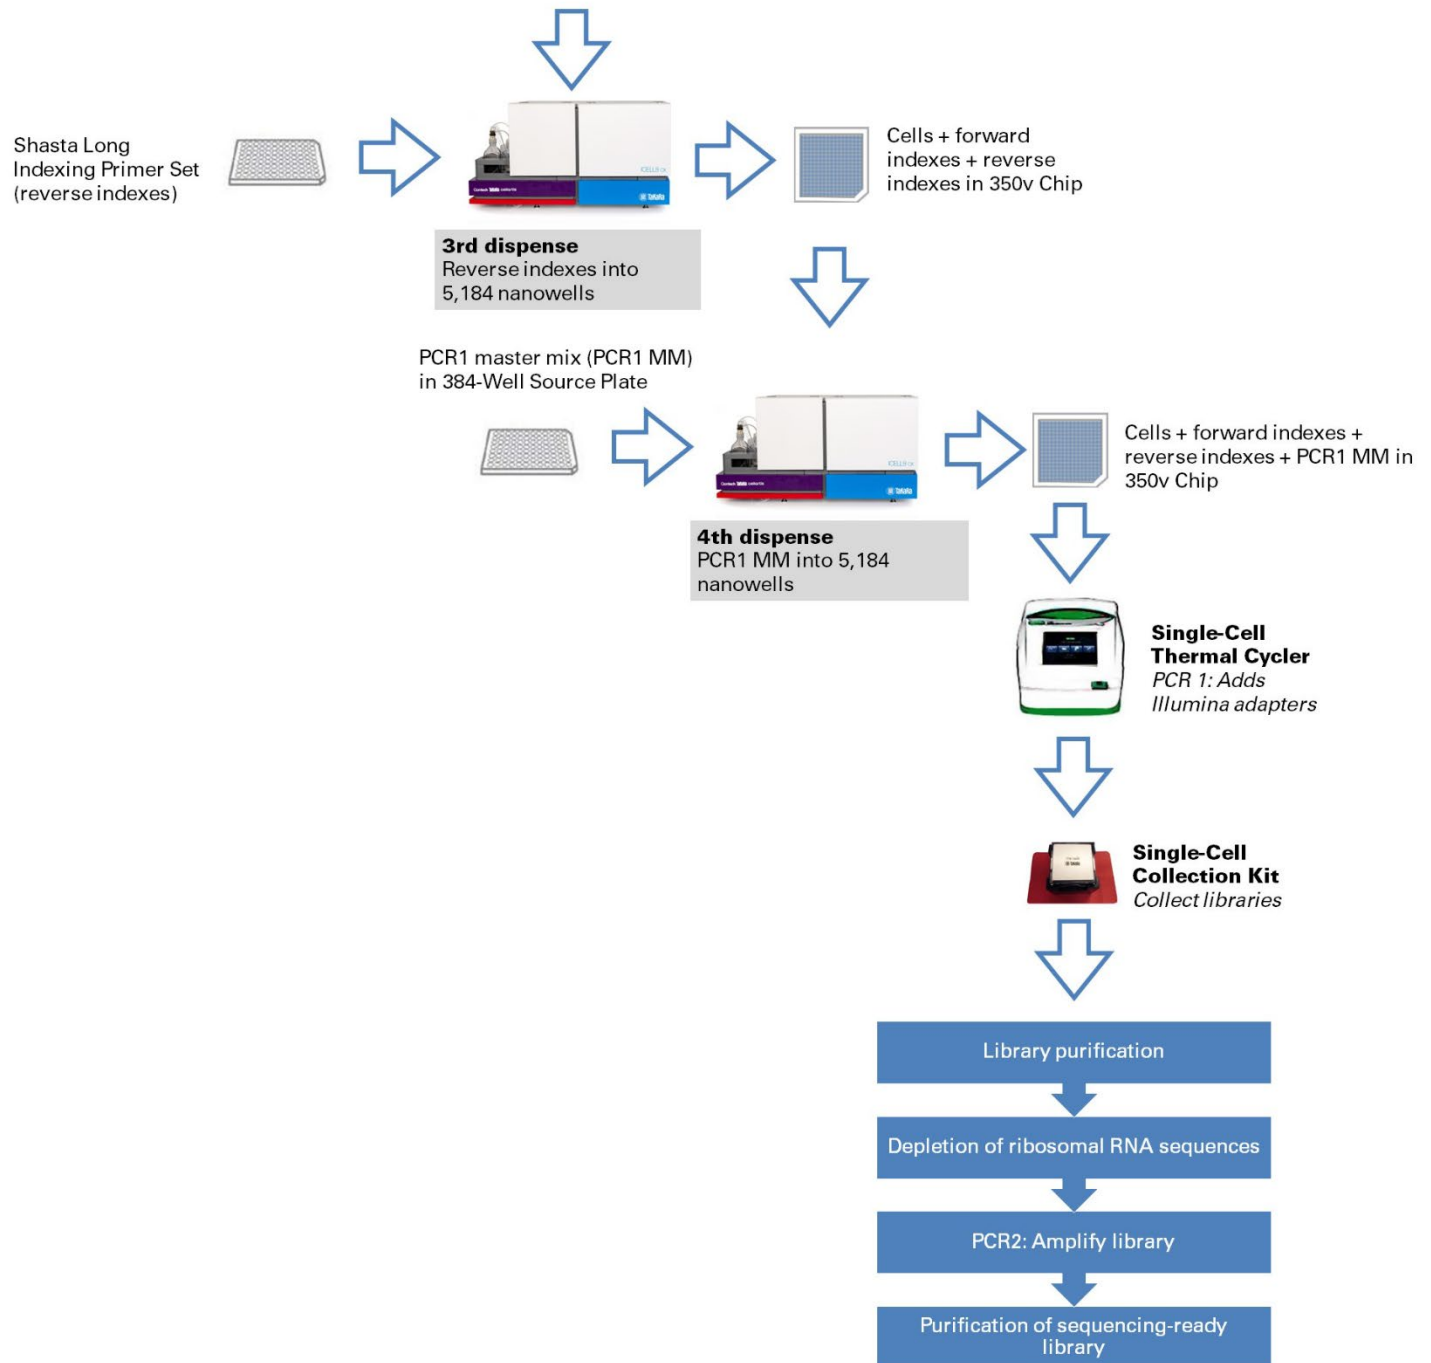 Shasta Long
Indexing Primer Set
(reverse indexes)
Cells + forward
indexes + reverse
indexes in 350v Chip
3rd dispense
Reverse indexes into
5,184 nanowells
PCR1 master mix (PCR1 MM)
in 384-Well Source Plate
Cells + forward indexes +
reverse indexes + PCR1 MM in
350v Chip
4th dispense
PCR1 MM into 5,184
nanowells
Single-Cell
Thermal Cycler
PCR 1: Adds
Illumina adapters
Single-Cell
Collection Kit
Collect libraries
Library purification
Depletion of ribosomal RNA sequences
PCR2: Amplify library
Purification of sequencing-ready
library